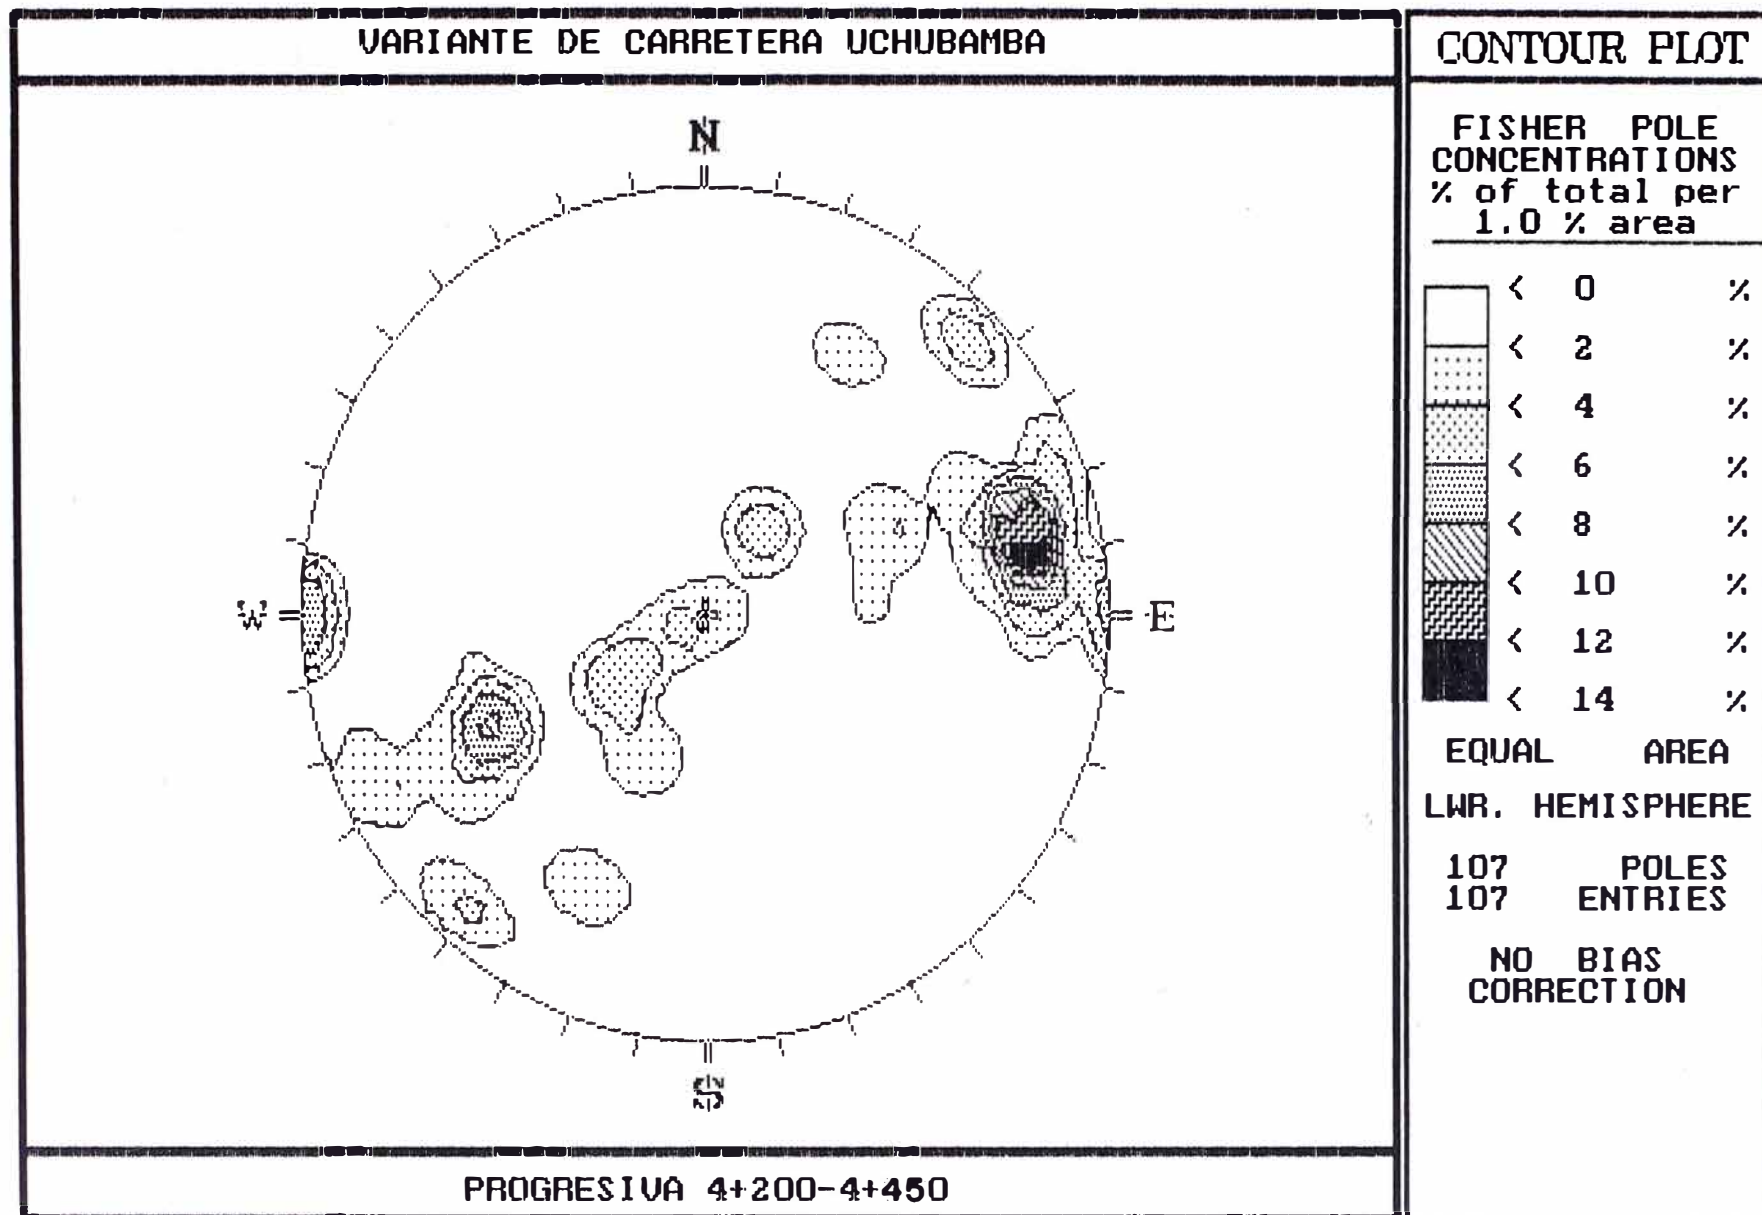 VARIANTE DE CARRETERA UCHUBAMBA
N
W
E
S
PROGRESIVA 4+200-4+450
CONTOUR PLOT
FISHER POLE
CONCENTRATIONS
% of total per
1.0 % area
< 0 %
< 2 %
< 4 %
< 6 %
< 8 %
< 10 %
< 12 %
< 14 %
EQUAL AREA
LWR. HEMISPHERE
107 POLES
107 ENTRIES
NO BIAS
CORRECTION